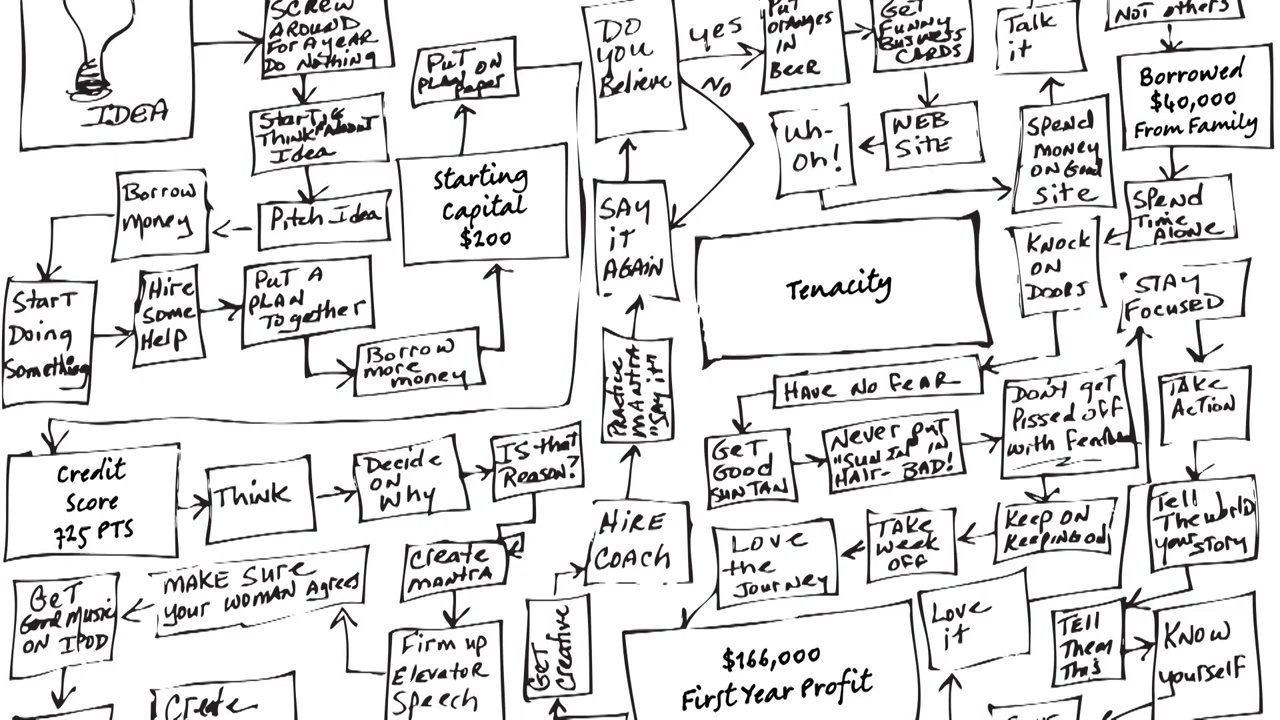 IDEA
SCREW
AROUND
FOR A YEAR
DO NOTHING
Start
Think About
Idea
Pitch Idea
Borrow
Money
Start
Doing
Something
Hire
Some
Help
Put A
PLAN
Together
Borrow
more
money
Starting
Capital
$200
Put
PLAN ON
Paper
Credit
Score
725 PTS
Think
Decide
ON
Why
IS that
Reason?
Create
MANTRA
Firm up
Elevator
Speech
MAKE SURE
your WOMAN Agrees
Get
Good Music
ON IPOD
Create
GET
Creative
HIRE
COACH
PRACTICE
MANTRA
"SAY iT"
SAY
iT
AGAIN
DO
you
Believe
yes
No
Put
oranges
IN
Beer
Get
Funny
Business
CARDS
WEB
SiTE
uh-
oh!
Spend
money
ON Good
Site
Talk
it
NOT others
Borrowed
$40,000
From Family
Spend
Time
Alone
Knock
ON
Doors
Tenacity
HAVE NO FEAR
GET
Good
SUN TAN
Never put
"SUN IN" IN
HAIR- BAD!
DON'T get
Pissed off
with
Keep ON
Keeping On
TAKE
week
OFF
Love
the
Journey
$166,000
First Year Profit
Love
it
STAY
FOCUSED
TAKE
ACTION
Tell
The World
your STORY
TELL
Them
This
KNOW
yourself